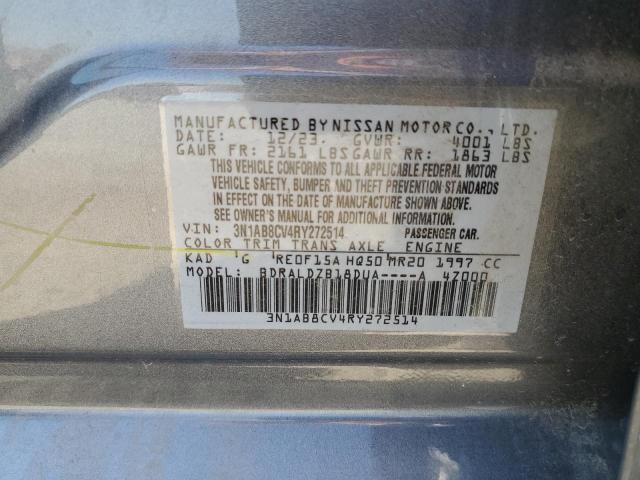 MANUFACTURED BY NISSAN MOTOR CO., LTD.
DATE: 12/23. GVWR: 4001 LBS
GAWR FR: 2161 LBS GAWR RR: 1863 LBS
THIS VEHICLE CONFORMS TO ALL APPLICABLE FEDERAL MOTOR
VEHICLE SAFETY, BUMPER AND THEFT PREVENTION STANDARDS
IN EFFECT ON THE DATE OF MANUFACTURE SHOWN ABOVE.
SEE OWNER'S MANUAL FOR ADDITIONAL INFORMATION.
VIN: 3N1AB8CV4RY272514 PASSENGER CAR.
COLOR TRIM TRANS AXLE ENGINE
KAD G RE0F15A HQ50 MR20 1997 CC
MODEL: BDRALDZB18DUA----A 4Z000
3N1AB8CV4RY272514